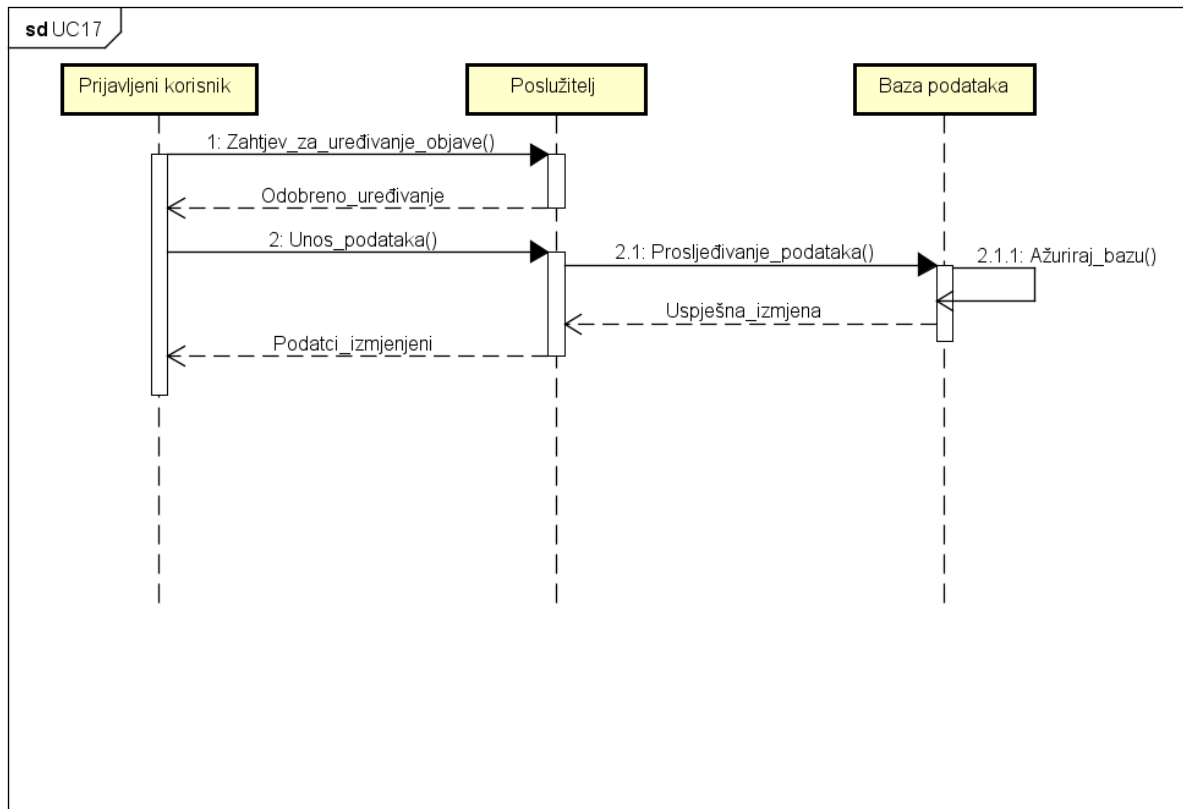 sd UC17
Prijavljeni korisnik
Poslužitelj
Baza podataka
1: Zahtjev_za_uređivanje_objave()
Odobreno_uređivanje
2: Unos_podataka()
2.1: Prosljeđivanje_podataka()
2.1.1: Ažuriraj_bazu()
Uspješna_izmjena
Podatci_izmjenjeni